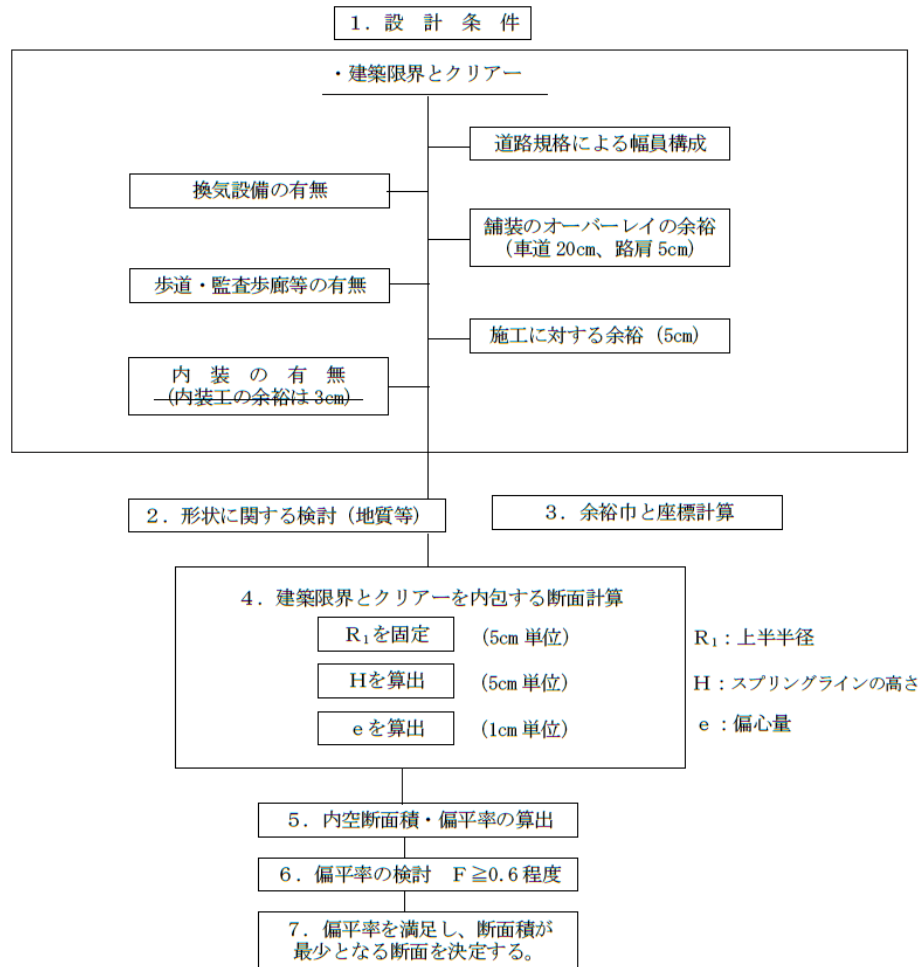 1．設　計　条　件
・建築限界とクリアー
道路規格による幅員構成
換気設備の有無
舗装のオーバーレイの余裕
(車道 20cm、路肩 5cm)
歩道・監査歩廊等の有無
施工に対する余裕 (5cm)
内　装　の　有　無
(内装工の余裕は 3cm)
2．形状に関する検討（地質等）
3．余裕巾と座標計算
4．建築限界とクリアーを内包する断面計算
R₁を固定　(5cm 単位)　R₁：上半半径
Hを算出　(5cm 単位)　H：スプリングラインの高さ
eを算出　(1cm 単位)　e：偏心量
5．内空断面積・偏平率の算出
6．偏平率の検討　F≧0.6 程度
7．偏平率を満足し、断面積が
最少となる断面を決定する。